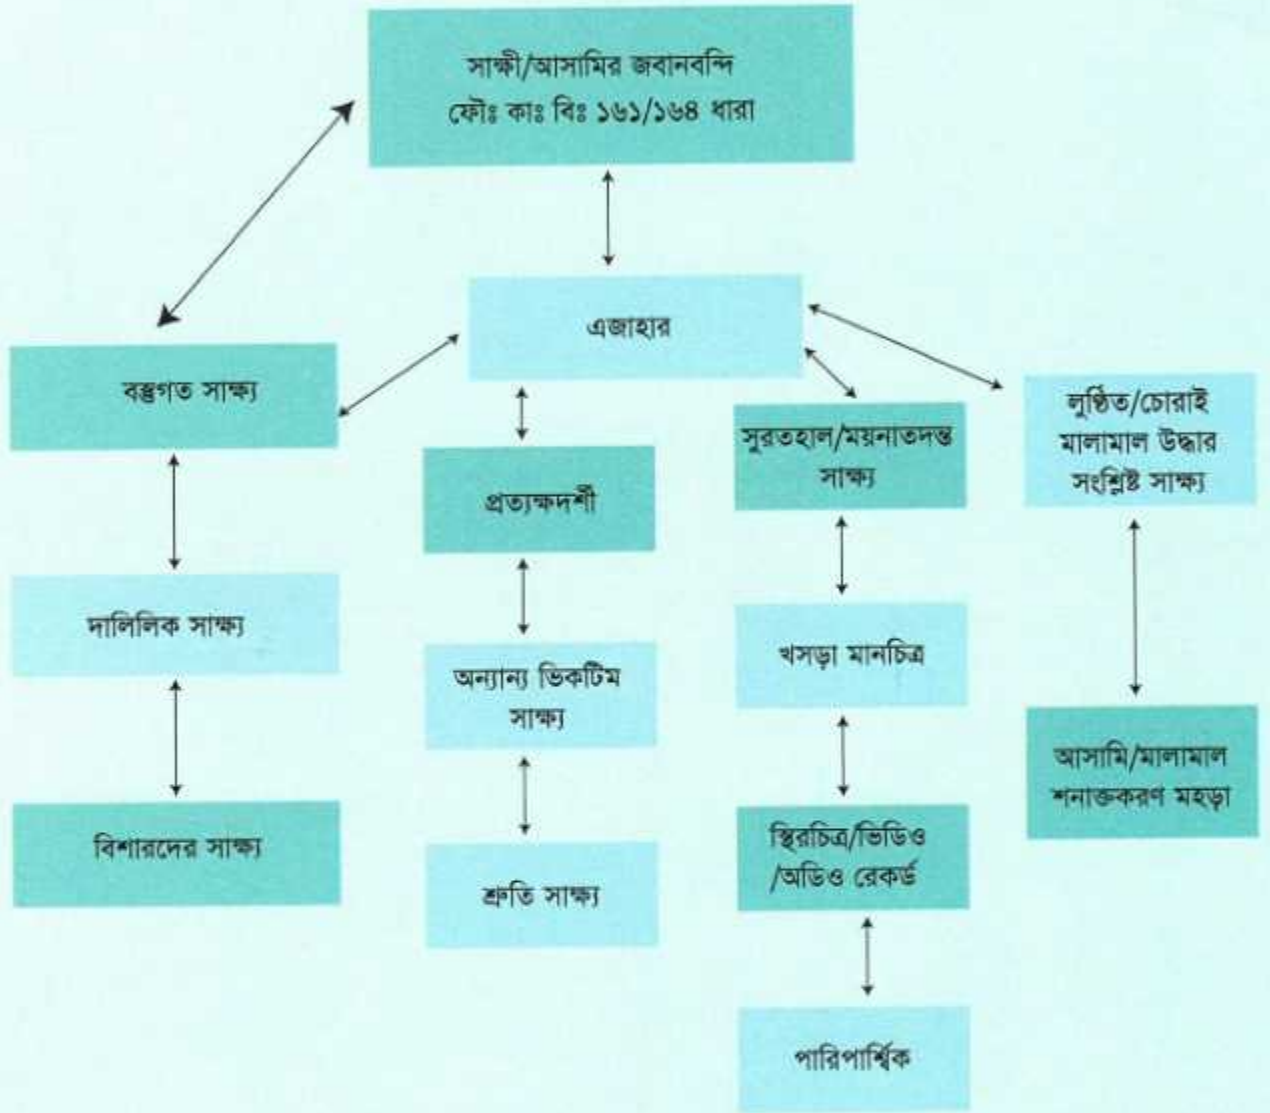 সাক্ষী/আসামির জবানবন্দি
ফৌঃ কাঃ বিঃ ১৬১/১৬৪ ধারা
এজাহার
বস্তুগত সাক্ষ্য
দালিলিক সাক্ষ্য
বিশারদের সাক্ষ্য
প্রত্যক্ষদর্শী
অন্যান্য ভিকটিম
সাক্ষ্য
শ্রুতি সাক্ষ্য
সুরতহাল/ময়নাতদন্ত
সাক্ষ্য
খসড়া মানচিত্র
স্থিরচিত্র/ভিডিও
/অডিও রেকর্ড
পারিপার্শ্বিক
লুণ্ঠিত/চোরাই
মালামাল উদ্ধার
সংশ্লিষ্ট সাক্ষ্য
আসামি/মালামাল
শনাক্তকরণ মহড়া